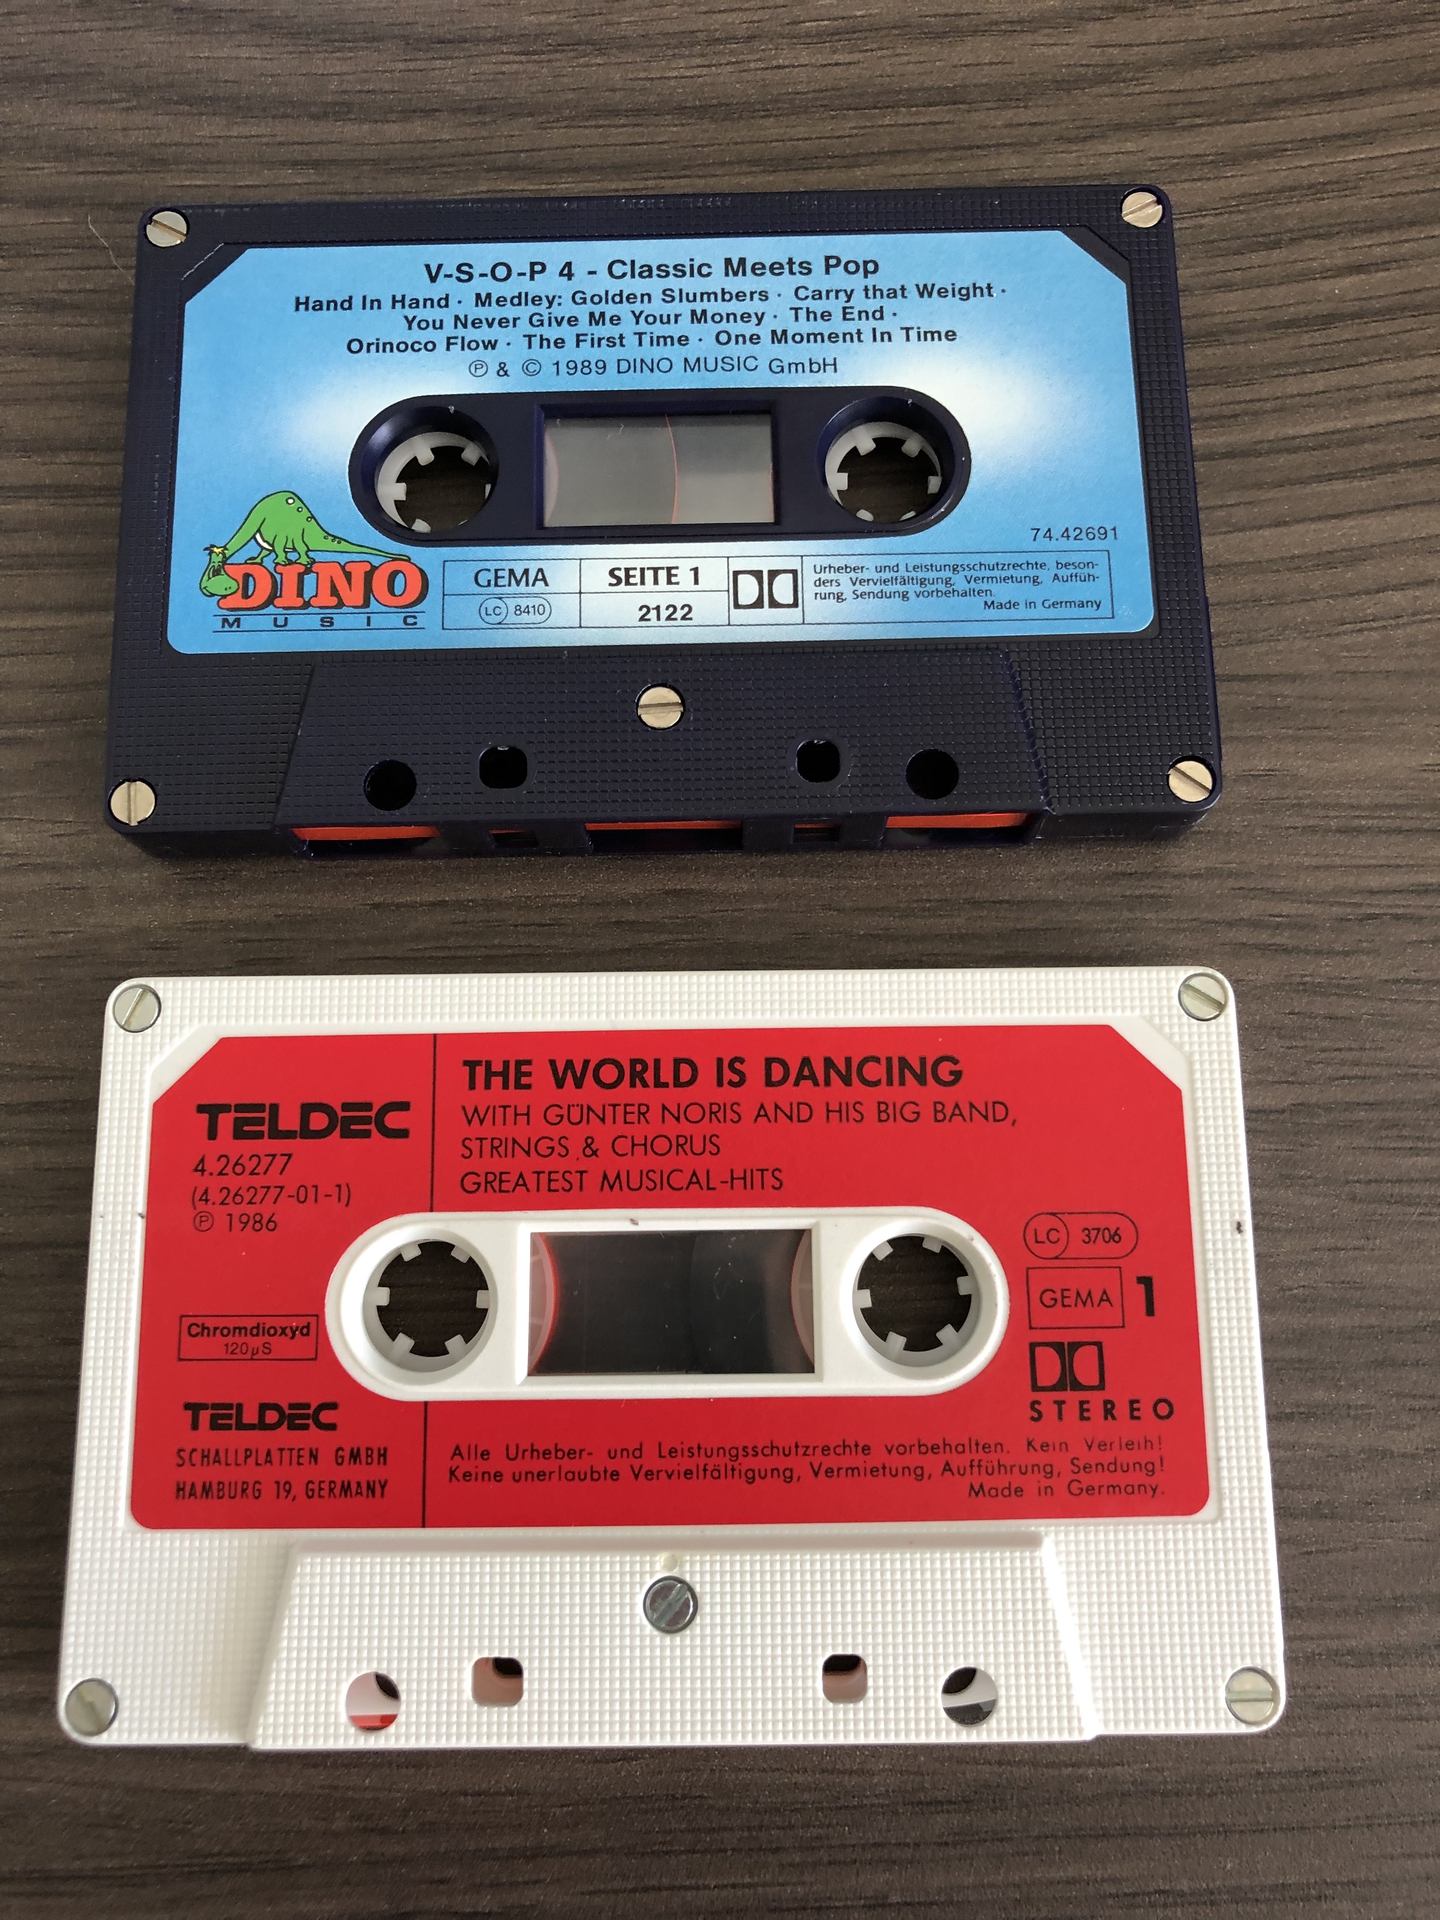 V-S-O-P 4 - Classic Meets Pop
Hand In Hand · Medley: Golden Slumbers · Carry that Weight ·
You Never Give Me Your Money · The End ·
Orinoco Flow · The First Time · One Moment In Time
℗ & © 1989 DINO MUSIC GmbH
74.42691
DINO
MUSIC
GEMA
LC 8410
SEITE 1
2122
Urheber- und Leistungsschutzrechte, beson-
ders Vervielfältigung, Vermietung, Auffüh-
rung, Sendung vorbehalten.
Made in Germany
TELDEC
4.26277
(4.26277-01-1)
℗ 1986
THE WORLD IS DANCING
WITH GÜNTER NORIS AND HIS BIG BAND,
STRINGS & CHORUS
GREATEST MUSICAL-HITS
LC 3706
GEMA 1
STEREO
Chromdioxyd
120µS
TELDEC
SCHALLPLATTEN GMBH
HAMBURG 19, GERMANY
Alle Urheber- und Leistungsschutzrechte vorbehalten. Kein Verleih!
Keine unerlaubte Vervielfältigung, Vermietung, Aufführung, Sendung!
Made in Germany.